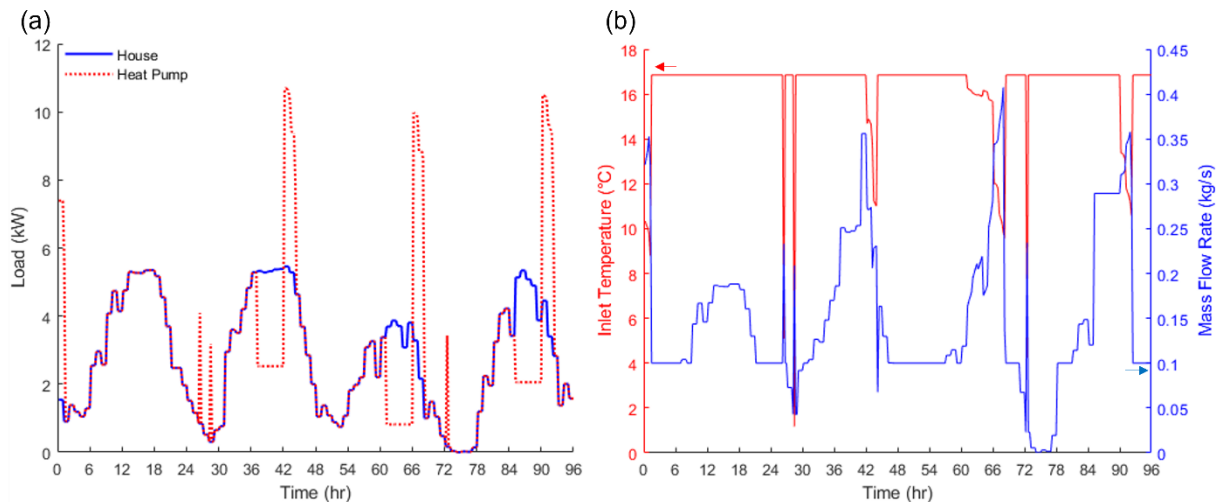 (a)
12
10
8
6
4
2
0
Load (kW)
House
Heat Pump
0 6 12 18 24 30 36 42 48 54 60 66 72 78 84 90 96
Time (hr)
(b)
18
16
14
12
10
8
6
4
2
0
Inlet Temperature (°C)
0.45
0.4
0.35
0.3
0.25
0.2
0.15
0.1
0.05
0
Mass Flow Rate (kg/s)
0 6 12 18 24 30 36 42 48 54 60 66 72 78 84 90 96
Time (hr)